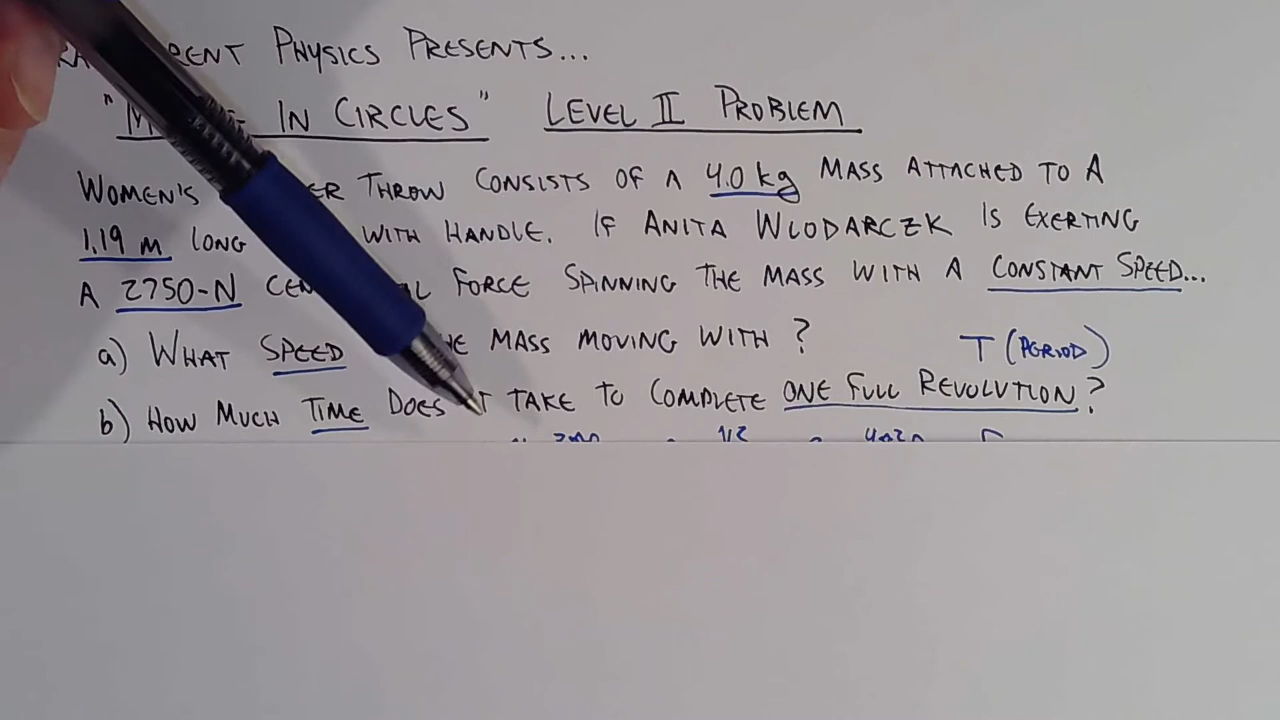 PHYSICS PRESENTS...
IN CIRCLES" LEVEL II PROBLEM
WOMEN'S THROW CONSISTS OF A 4.0 kg MASS ATTACHED TO A
1.19 m LONG WITH HANDLE. IF ANITA WLODARCZEK IS EXERTING
A 2750-N FORCE SPINNING THE MASS WITH A CONSTANT SPEED...
a) WHAT SPEED MASS MOVING WITH?
T (PERIOD)
b) HOW MUCH TIME DOES IT TAKE TO COMPLETE ONE FULL REVOLUTION?